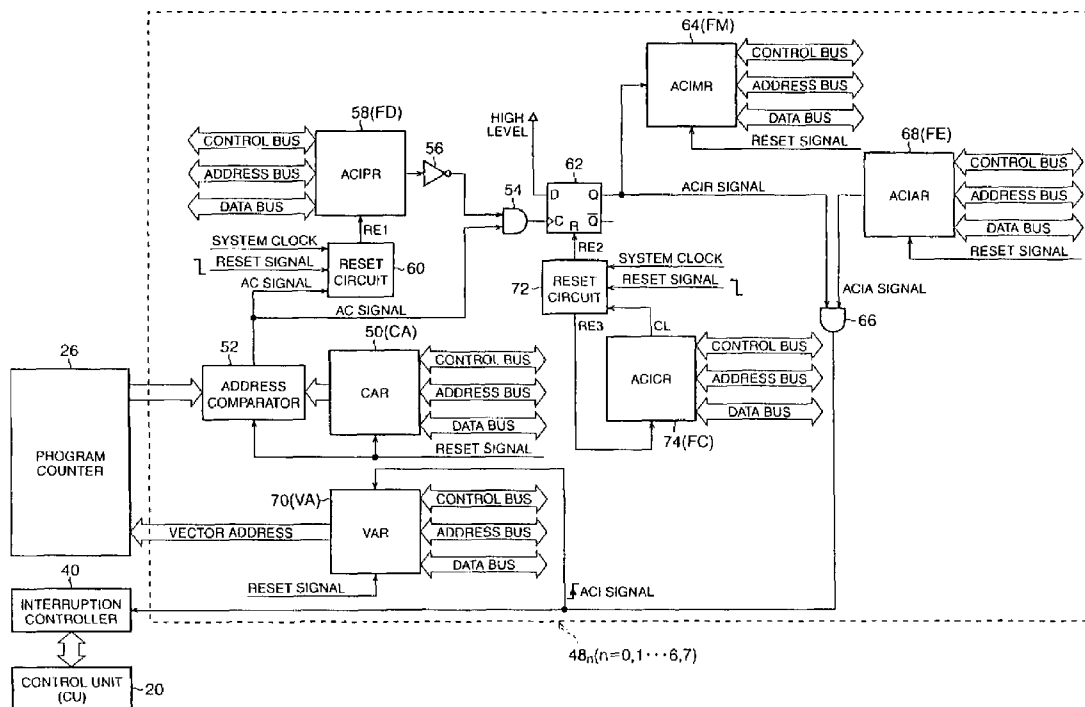 64(FM)
CONTROL BUS
ACIMR
ADDRESS BUS
DATA BUS
RESET SIGNAL
HIGH
LEVEL
58(FD)
CONTROL BUS
ACIPR
ADDRESS BUS
DATA BUS
56
54
62
D
Q
C
R
Q
ACIR SIGNAL
68(FE)
CONTROL BUS
ACIAR
ADDRESS BUS
DATA BUS
RESET SIGNAL
RE1
SYSTEM CLOCK
RESET SIGNAL
AC SIGNAL
RESET
CIRCUIT
60
AC SIGNAL
RE2
SYSTEM CLOCK
72
RESET
CIRCUIT
RESET SIGNAL
RE3
CL
ACIA SIGNAL
66
26
PROGRAM
COUNTER
52
ADDRESS
COMPARATOR
50(CA)
CAR
CONTROL BUS
ADDRESS BUS
DATA BUS
RESET SIGNAL
ACICR
CONTROL BUS
ADDRESS BUS
DATA BUS
74(FC)
70(VA)
VAR
CONTROL BUS
ADDRESS BUS
DATA BUS
VECTOR ADDRESS
RESET SIGNAL
ACI SIGNAL
40
INTERRUPTION
CONTROLLER
CONTROL UNIT
(CU)
20
48n(n=0,1···6,7)